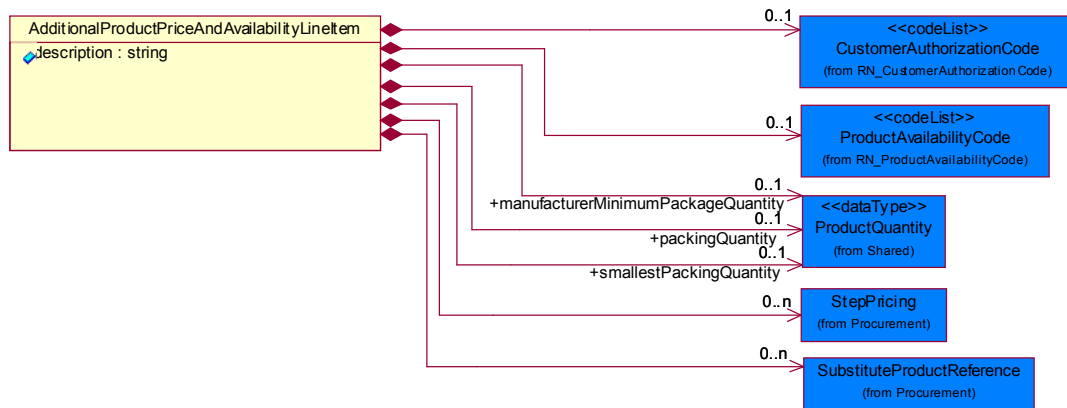 AdditionalProductPriceAndAvailabilityLineItem
description : string
0..1
<<codeList>>
CustomerAuthorizationCode
(from RN_CustomerAuthorizationCode)
0..1
<<codeList>>
ProductAvailabilityCode
(from RN_ProductAvailabilityCode)
0..1
+manufacturerMinimumPackageQuantity
0..1
+packingQuantity
0..1
+smallestPackingQuantity
<<dataType>>
ProductQuantity
(from Shared)
0..n
StepPricing
(from Procurement)
0..n
SubstituteProductReference
(from Procurement)